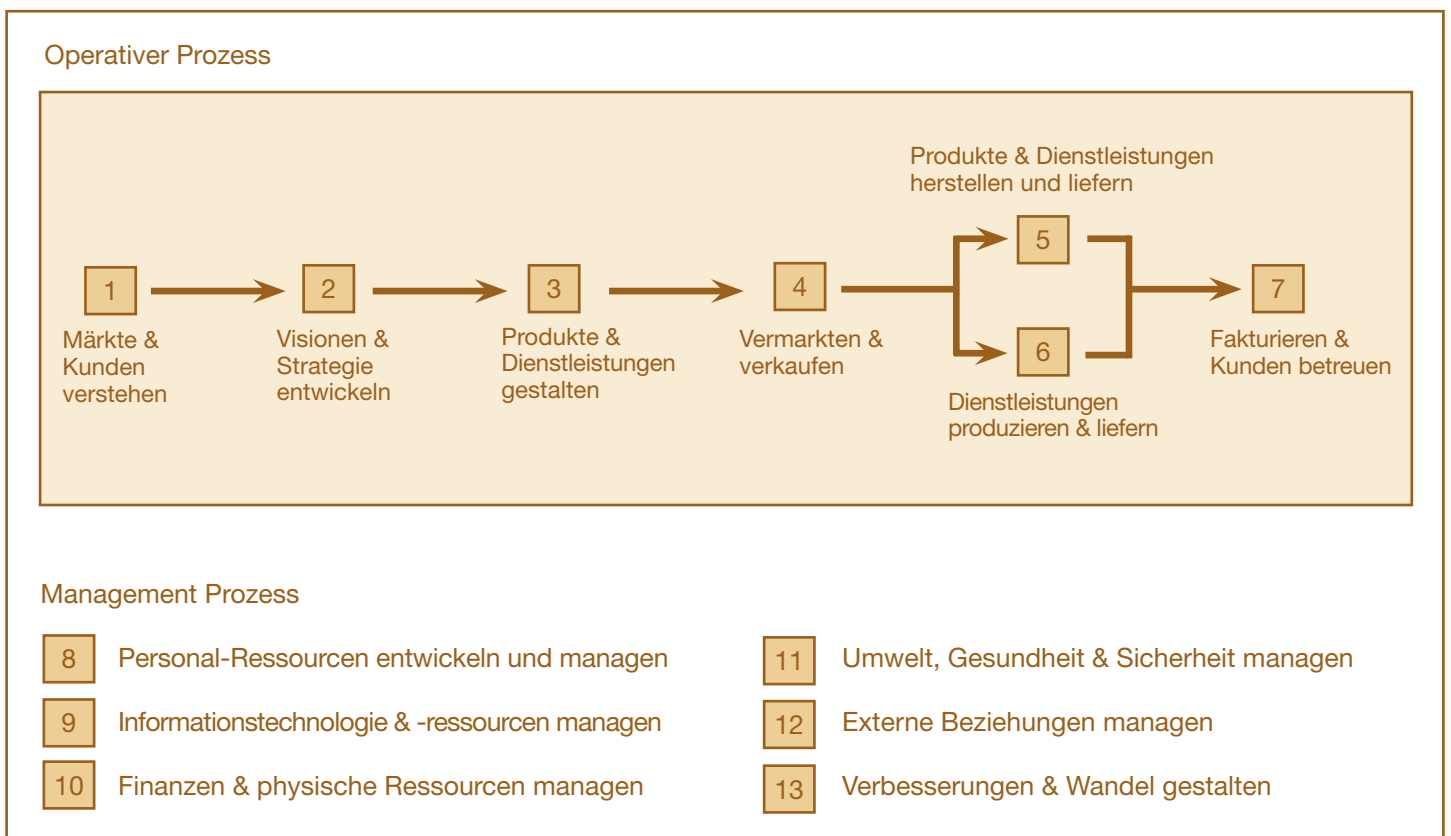 Operativer Prozess
1
Märkte &
Kunden
verstehen
2
Visionen &
Strategie
entwickeln
3
Produkte &
Dienstleistungen
gestalten
4
Vermarkten &
verkaufen
Produkte & Dienstleistungen
herstellen und liefern
5
6
Dienstleistungen
produzieren & liefern
7
Fakturieren &
Kunden betreuen
Management Prozess
8 Personal-Ressourcen entwickeln und managen
9 Informationstechnologie & -ressourcen managen
10 Finanzen & physische Ressourcen managen
11 Umwelt, Gesundheit & Sicherheit managen
12 Externe Beziehungen managen
13 Verbesserungen & Wandel gestalten